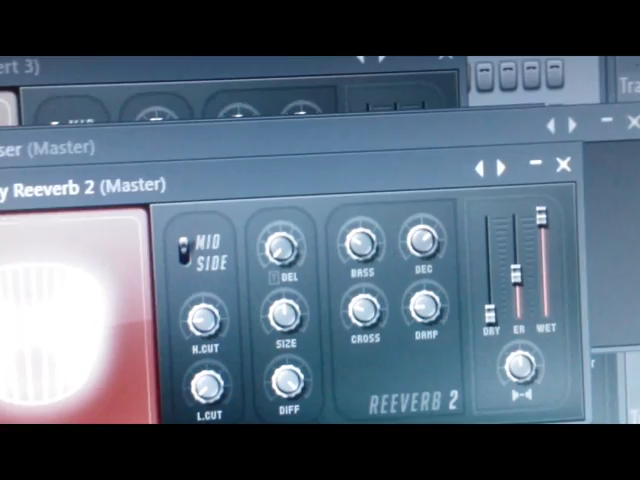 ert 3)
Tra
ser (Master)
y Reeverb 2 (Master)
MID
SIDE
DEL
BASS
DEC
H.CUT
SIZE
CROSS
DAMP
DRY
ER
WET
L.CUT
DIFF
REEVERB 2